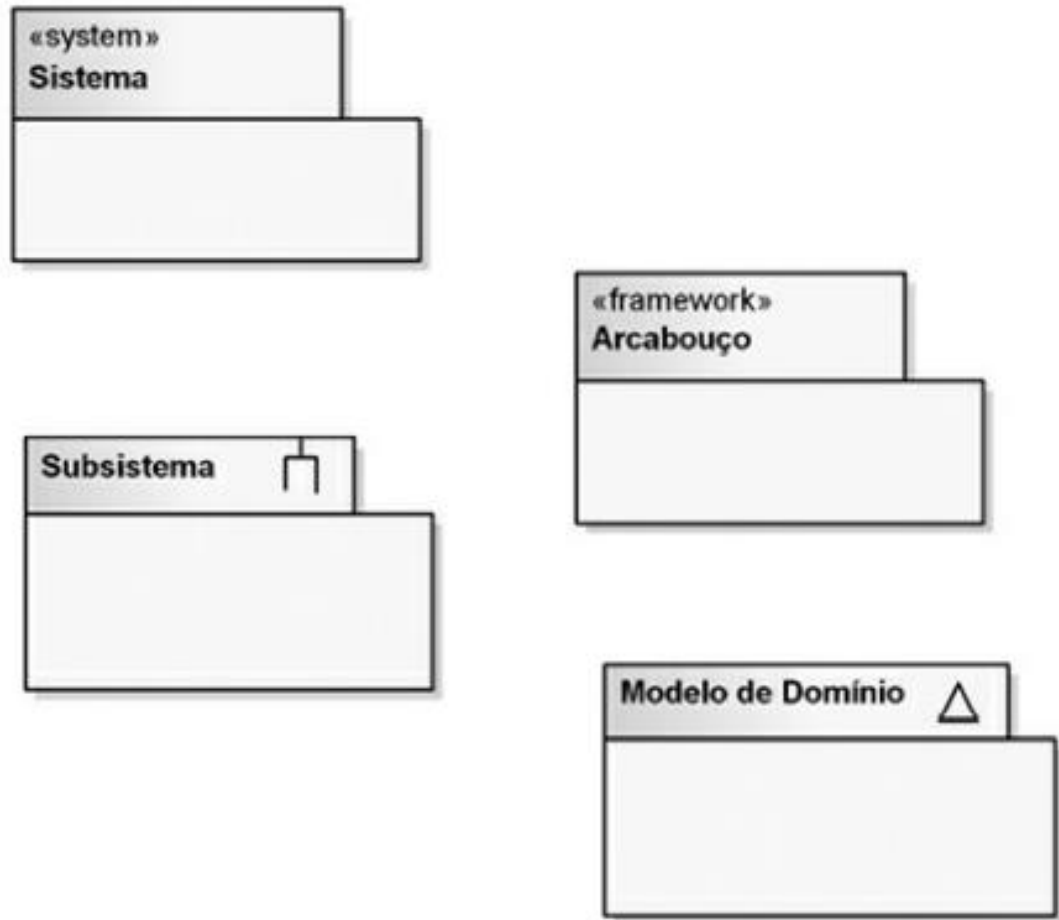 «system»
Sistema
«framework»
Arcabouço
Subsistema
Modelo de Domínio